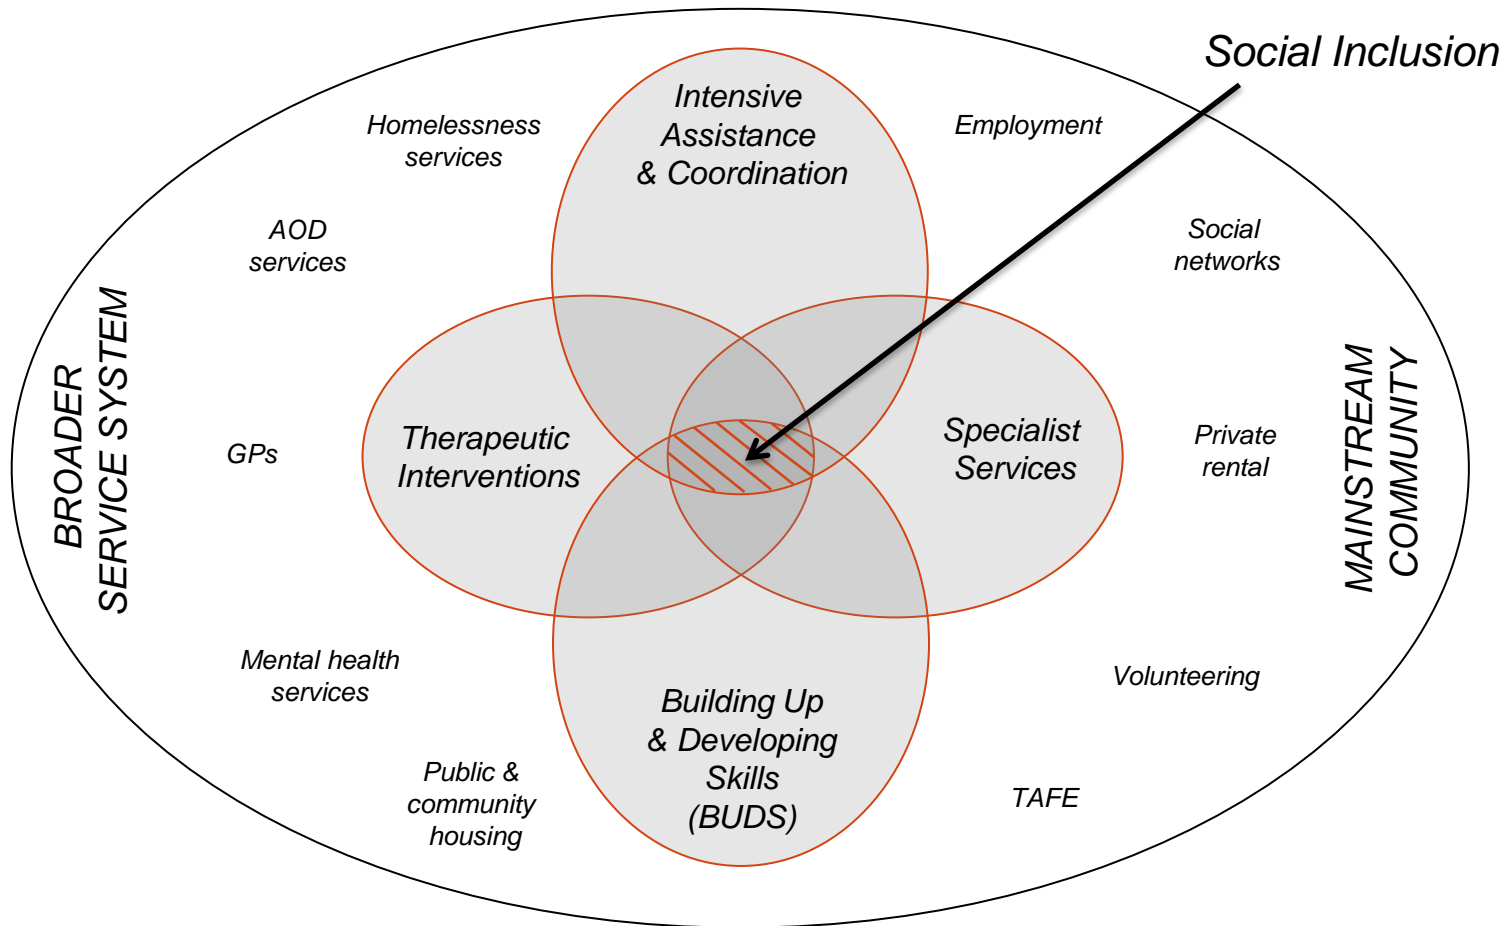 Social Inclusion
Intensive
Assistance
& Coordination
Homelessness
services
Employment
AOD
services
Social
networks
BROADER
SERVICE SYSTEM
GPs
Therapeutic
Interventions
Specialist
Services
Private
rental
MAINSTREAM
COMMUNITY
Mental health
services
Building Up
& Developing
Skills
(BUDS)
Volunteering
Public &
community
housing
TAFE